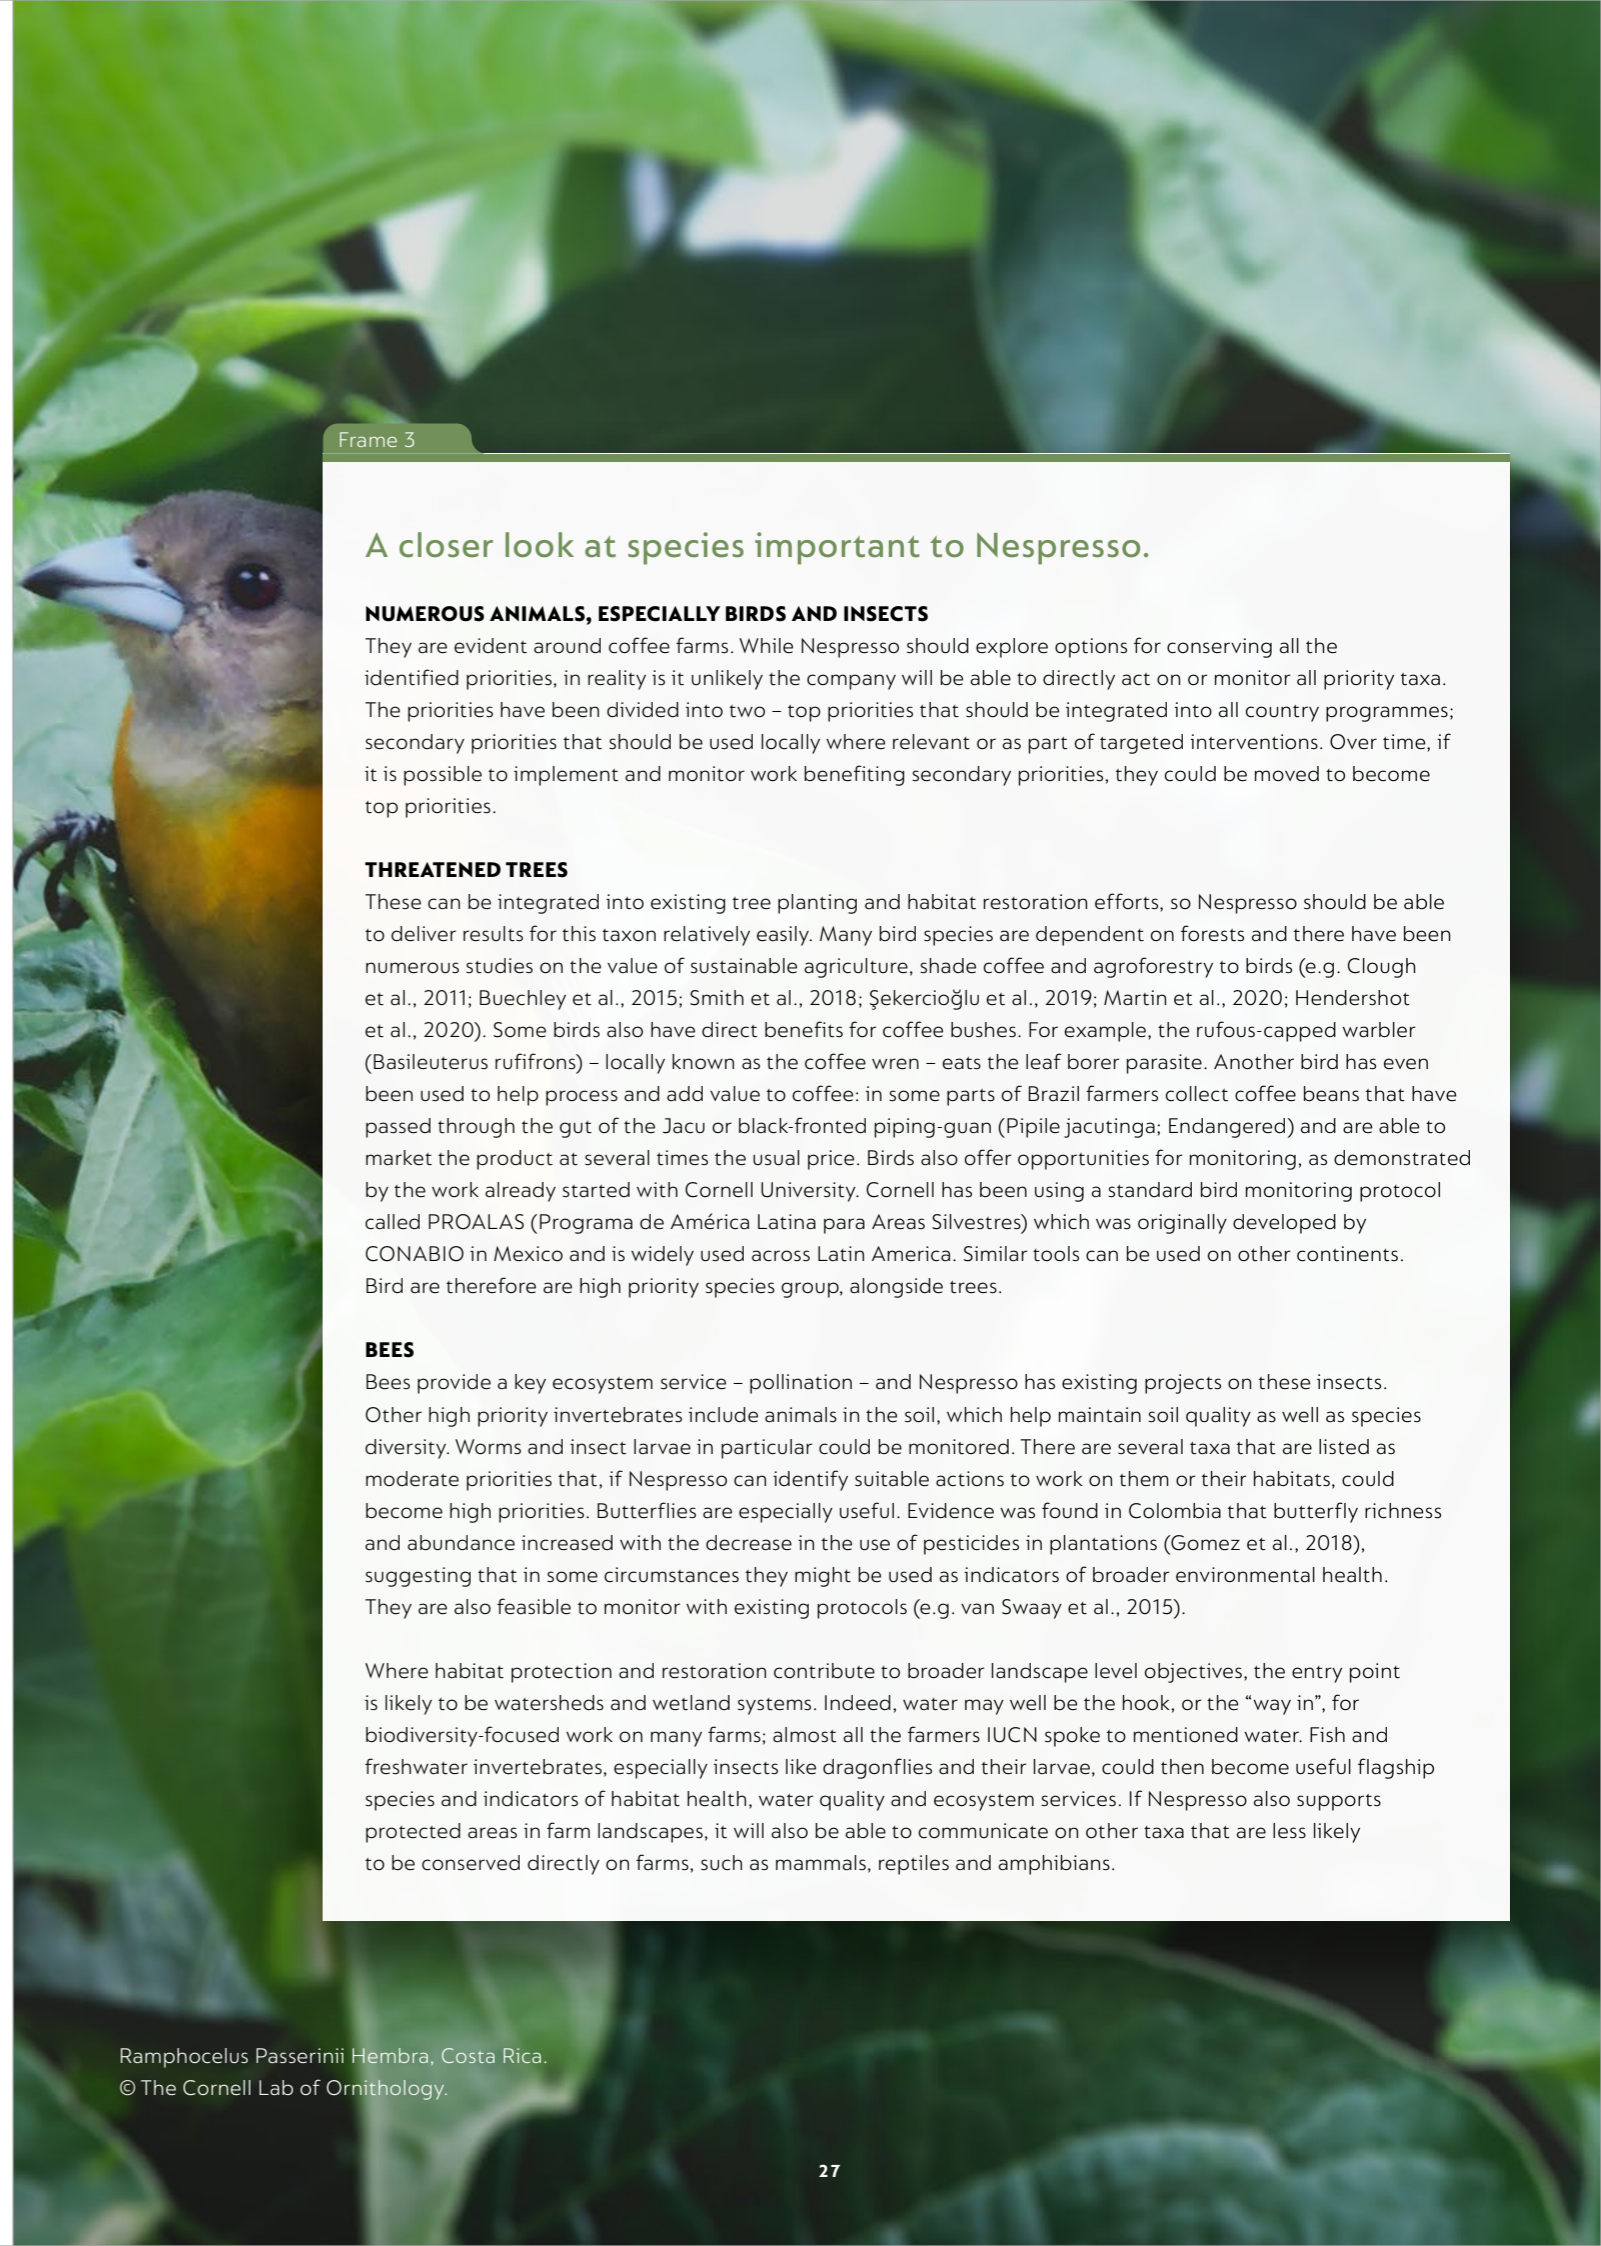 Frame 3
A closer look at species important to Nespresso.
NUMEROUS ANIMALS, ESPECIALLY BIRDS AND INSECTS
They are evident around coffee farms. While Nespresso should explore options for conserving all the
identified priorities, in reality is it unlikely the company will be able to directly act on or monitor all priority taxa.
The priorities have been divided into two – top priorities that should be integrated into all country programmes;
secondary priorities that should be used locally where relevant or as part of targeted interventions. Over time, if
it is possible to implement and monitor work benefiting secondary priorities, they could be moved to become
top priorities.
THREATENED TREES
These can be integrated into existing tree planting and habitat restoration efforts, so Nespresso should be able
to deliver results for this taxon relatively easily. Many bird species are dependent on forests and there have been
numerous studies on the value of sustainable agriculture, shade coffee and agroforestry to birds (e.g. Clough
et al., 2011; Buechley et al., 2015; Smith et al., 2018; Şekercioğlu et al., 2019; Martin et al., 2020; Hendershot
et al., 2020). Some birds also have direct benefits for coffee bushes. For example, the rufous-capped warbler
(Basileuterus rufifrons) – locally known as the coffee wren – eats the leaf borer parasite. Another bird has even
been used to help process and add value to coffee: in some parts of Brazil farmers collect coffee beans that have
passed through the gut of the Jacu or black-fronted piping-guan (Pipile jacutinga; Endangered) and are able to
market the product at several times the usual price. Birds also offer opportunities for monitoring, as demonstrated
by the work already started with Cornell University. Cornell has been using a standard bird monitoring protocol
called PROALAS (Programa de América Latina para Areas Silvestres) which was originally developed by
CONABIO in Mexico and is widely used across Latin America. Similar tools can be used on other continents.
Bird are therefore are high priority species group, alongside trees.
BEES
Bees provide a key ecosystem service – pollination – and Nespresso has existing projects on these insects.
Other high priority invertebrates include animals in the soil, which help maintain soil quality as well as species
diversity. Worms and insect larvae in particular could be monitored. There are several taxa that are listed as
moderate priorities that, if Nespresso can identify suitable actions to work on them or their habitats, could
become high priorities. Butterflies are especially useful. Evidence was found in Colombia that butterfly richness
and abundance increased with the decrease in the use of pesticides in plantations (Gomez et al., 2018),
suggesting that in some circumstances they might be used as indicators of broader environmental health.
They are also feasible to monitor with existing protocols (e.g. van Swaay et al., 2015).
Where habitat protection and restoration contribute to broader landscape level objectives, the entry point
is likely to be watersheds and wetland systems. Indeed, water may well be the hook, or the “way in”, for
biodiversity-focused work on many farms; almost all the farmers IUCN spoke to mentioned water. Fish and
freshwater invertebrates, especially insects like dragonflies and their larvae, could then become useful flagship
species and indicators of habitat health, water quality and ecosystem services. If Nespresso also supports
protected areas in farm landscapes, it will also be able to communicate on other taxa that are less likely
to be conserved directly on farms, such as mammals, reptiles and amphibians.
Ramphocelus Passerinii Hembra, Costa Rica.
© The Cornell Lab of Ornithology.
27